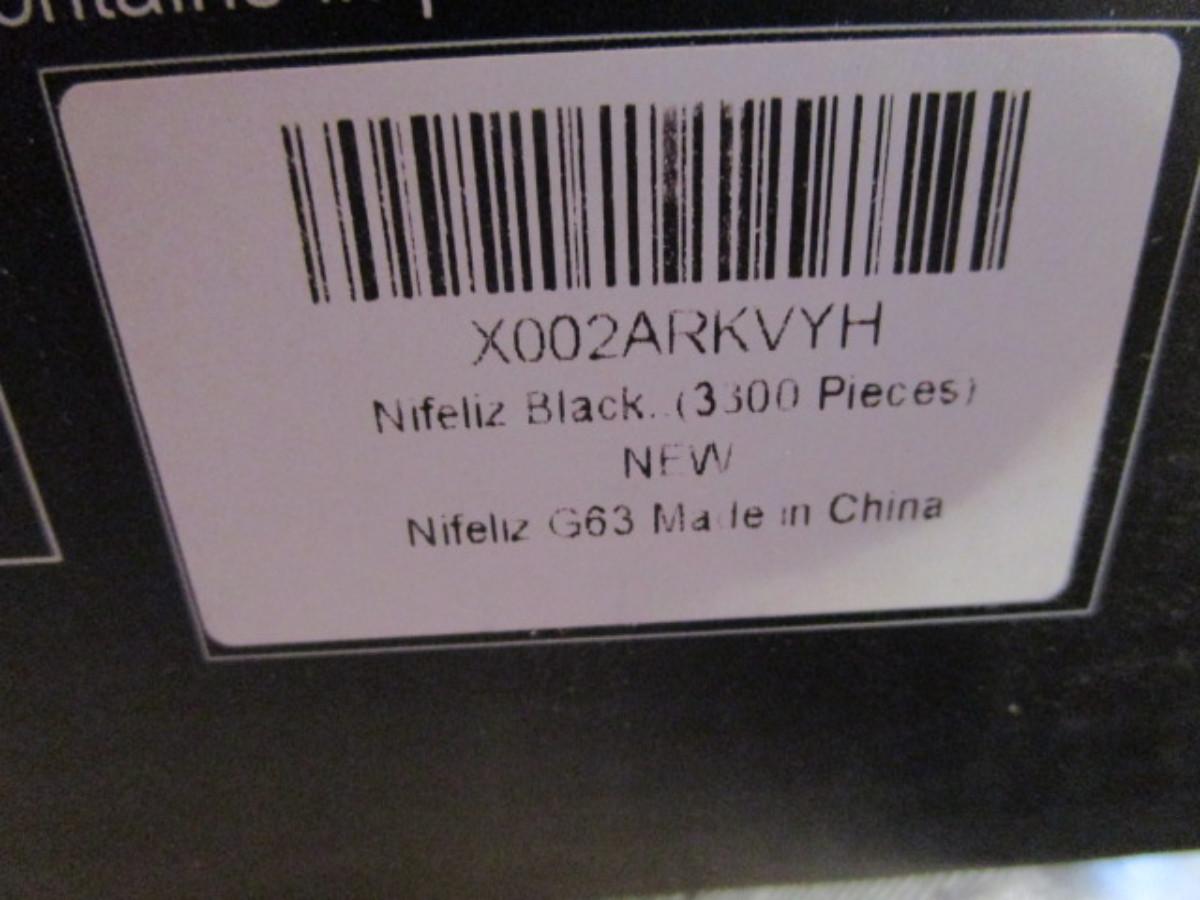 X002ARKVYH
Nifeliz Black..(3300 Pieces)
NEW
Nifeliz G63 Made in China